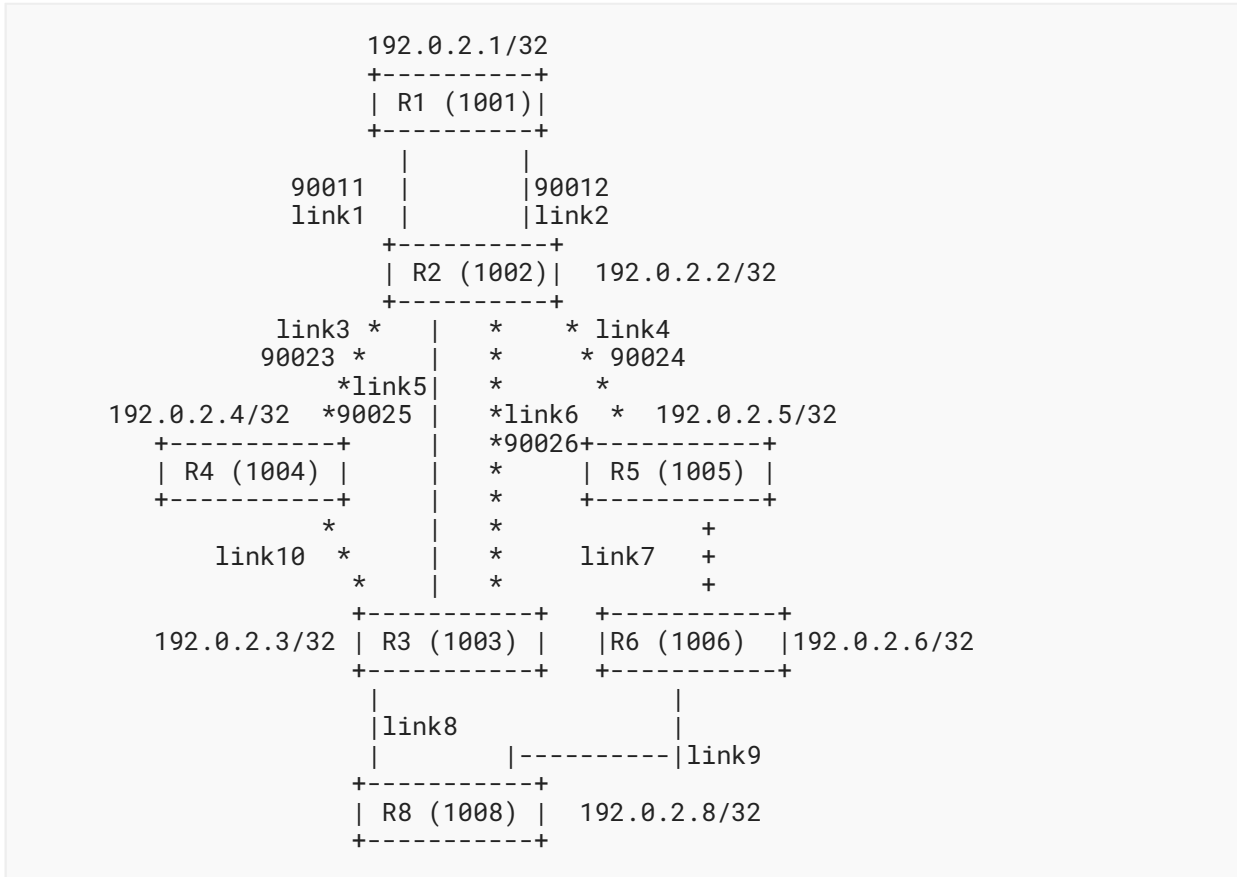 192.0.2.1/32
+----------+
| R1 (1001)|
+----------+
|       |
90011  |       |90012
link1  |       |link2
+----------+
| R2 (1002)|  192.0.2.2/32
+----------+
link3 *   |   *    * link4
90023 *    |   *     * 90024
*link5|   *      *
192.0.2.4/32  *90025 |   *link6  *  192.0.2.5/32
+-----------+     |   *90026+-----------+
| R4 (1004) |     |   *     | R5 (1005) |
+-----------+     |   *     +-----------+
*      |   *             +
link10  *     |   *     link7   +
*    |   *             +
+-----------+   +-----------+
192.0.2.3/32 | R3 (1003) |   |R6 (1006)  |192.0.2.6/32
+-----------+   +-----------+
|                   |
|link8              |
|        |----------|link9
+-----------+
| R8 (1008) |  192.0.2.8/32
+-----------+